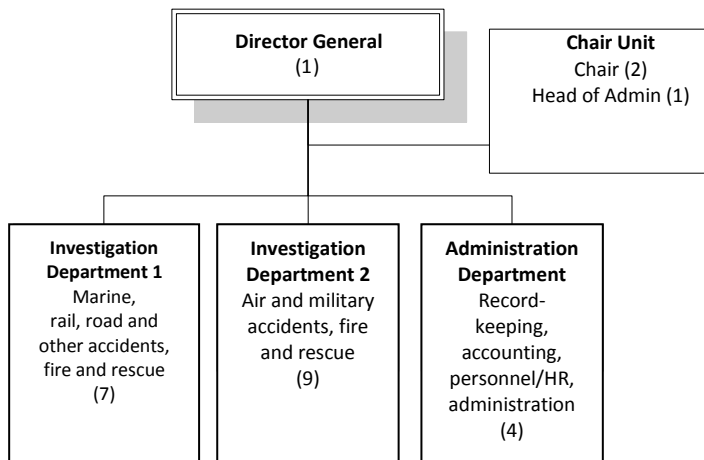 Director General
(1)
Chair Unit
Chair (2)
Head of Admin (1)
Investigation
Department 1
Marine,
rail, road and
other accidents,
fire and rescue
(7)
Investigation
Department 2
Air and military
accidents, fire
and rescue
(9)
Administration
Department
Record-
keeping,
accounting,
personnel/HR,
administration
(4)